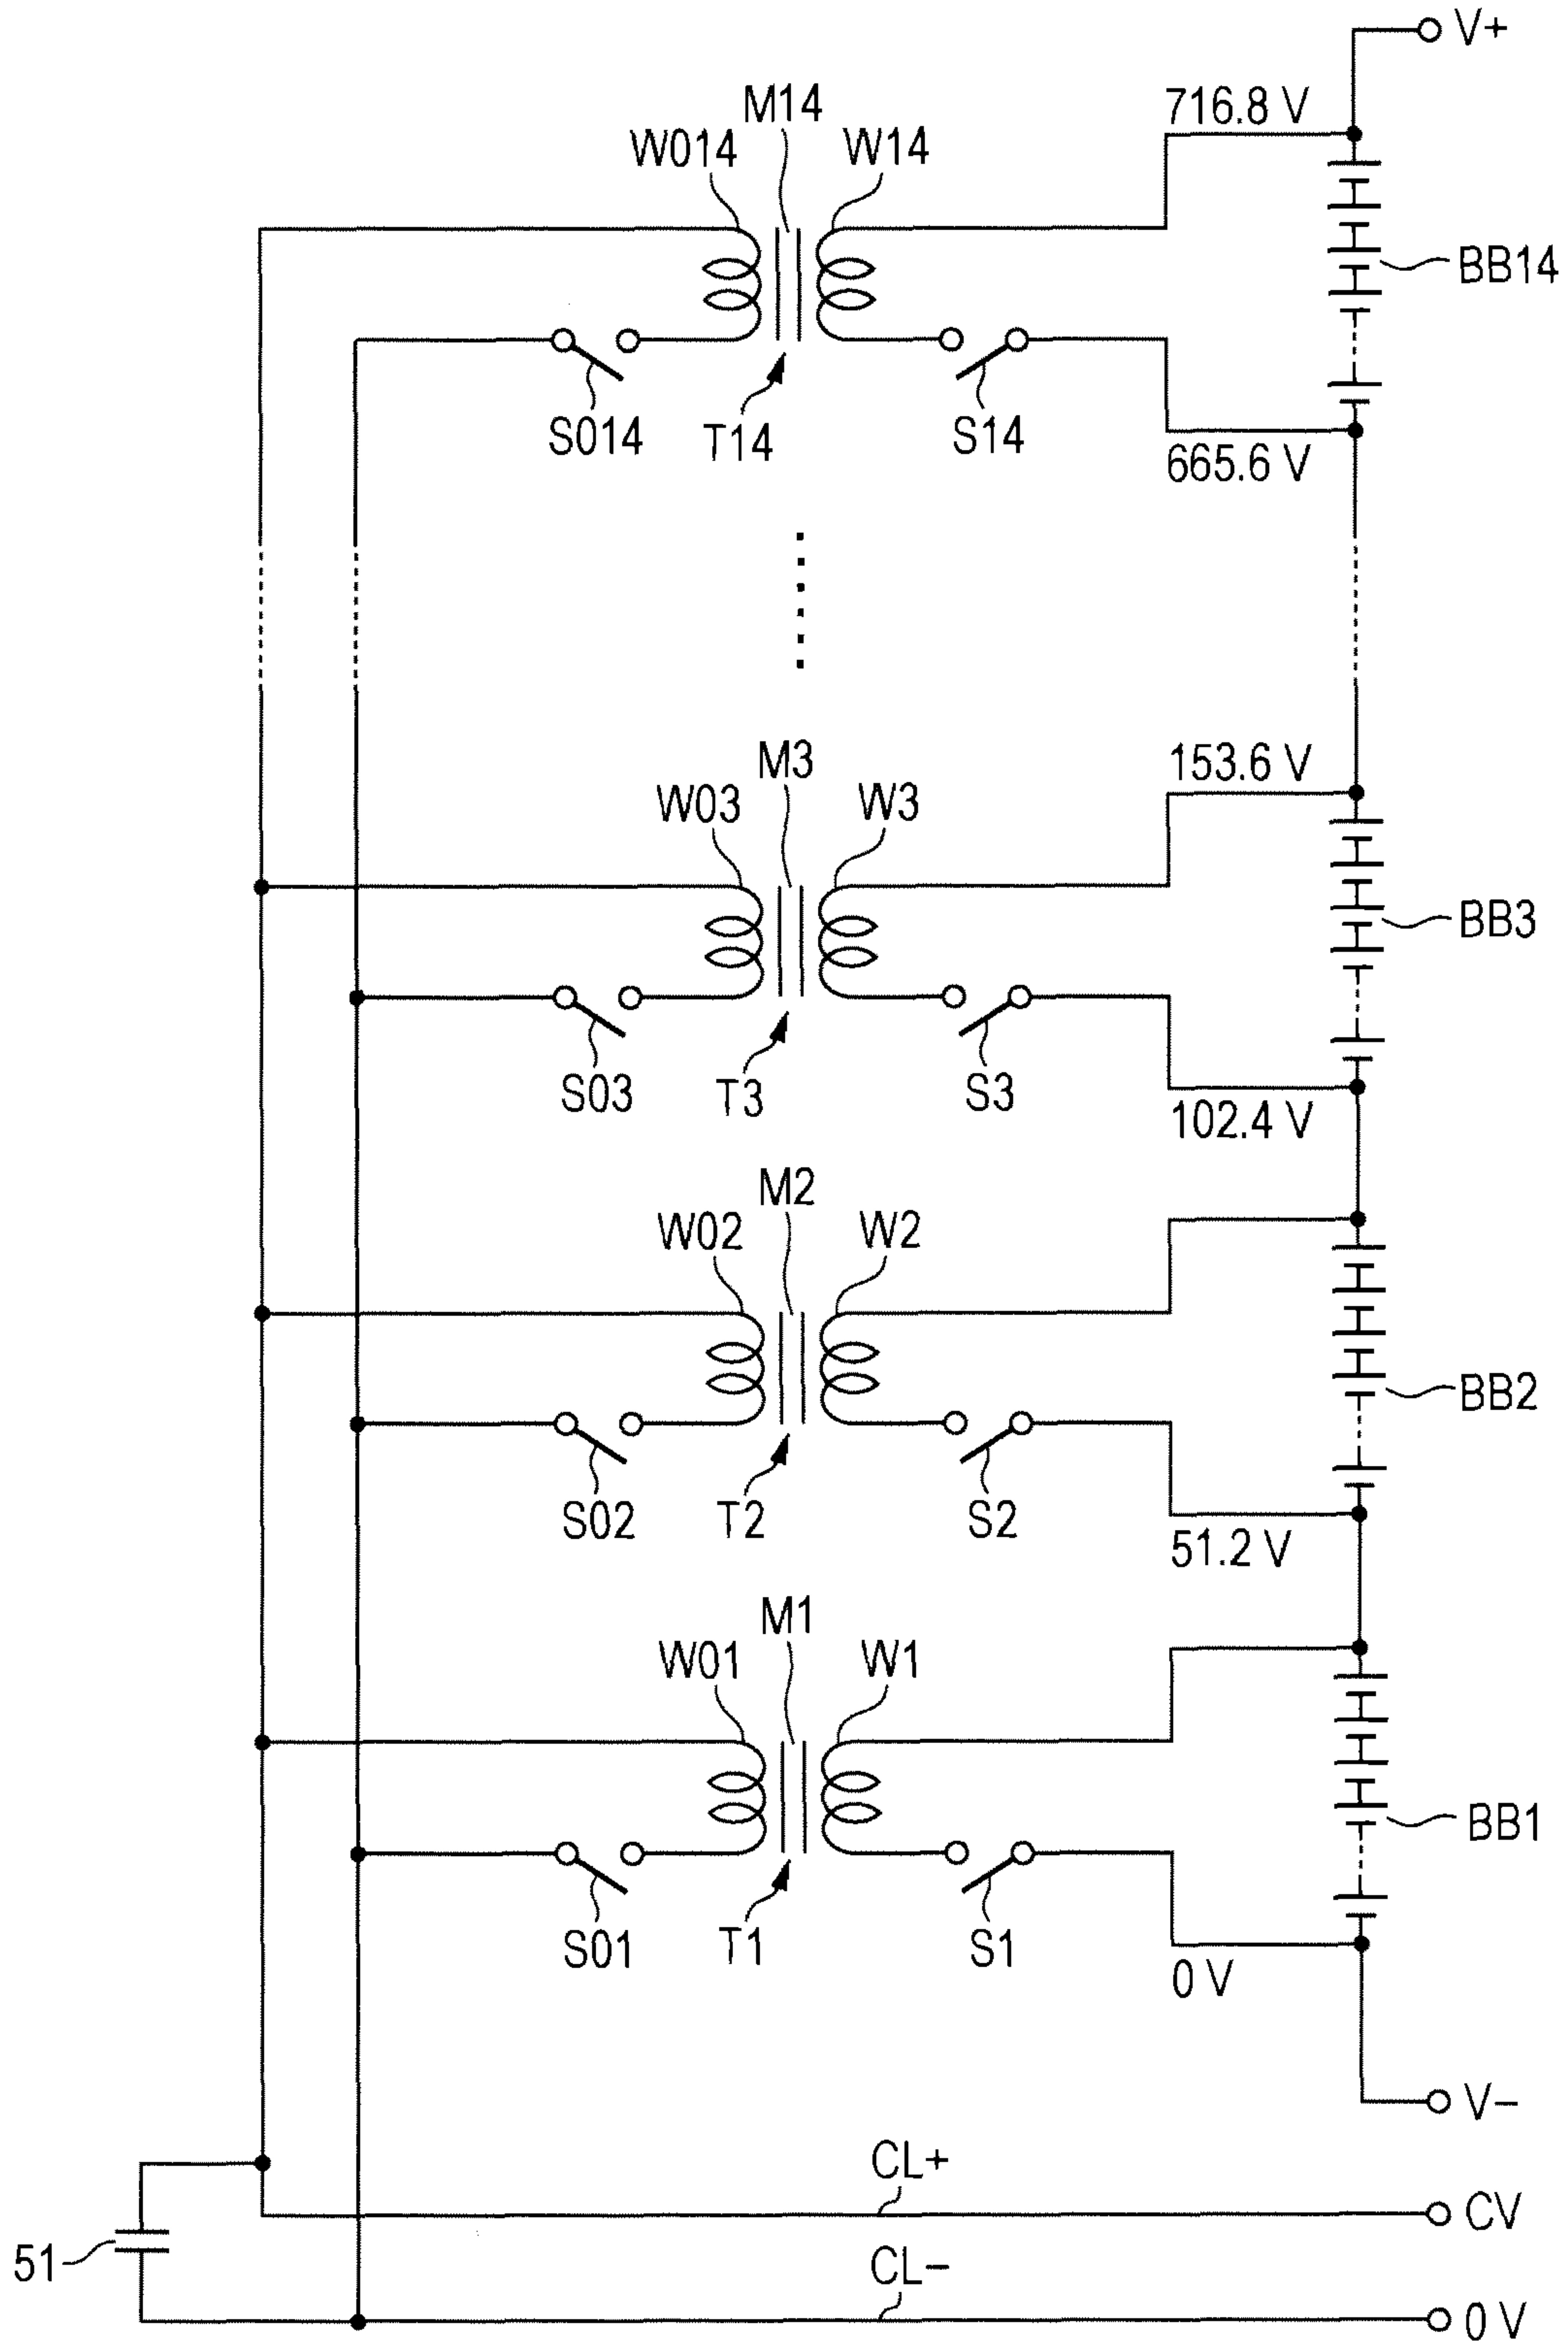 V+
716.8 V
M14
W014
W14
BB14
S014
T14
S14
665.6 V
153.6 V
M3
W03
W3
BB3
S03
T3
S3
102.4 V
M2
W02
W2
BB2
S02
T2
S2
51.2 V
M1
W01
W1
BB1
S01
T1
S1
0 V
V−
CL+
CV
51
CL−
0 V